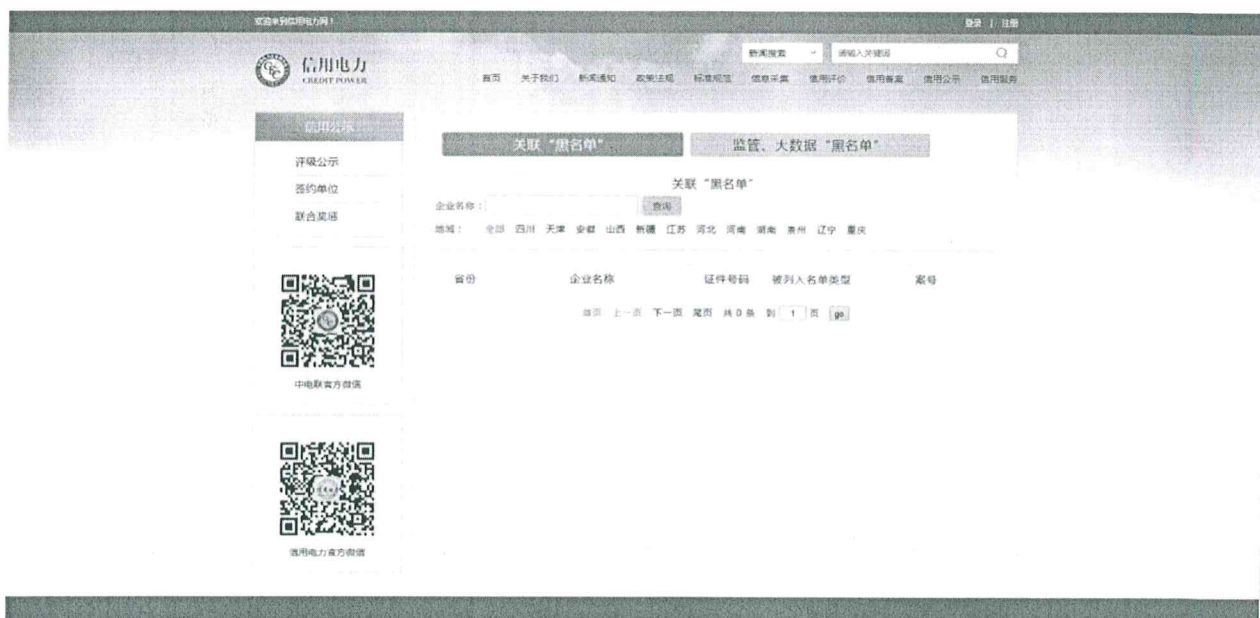 欢迎来到信用电力网！
登录 | 注册
信用电力
CREDIT POWER
新闻搜索
请输入关键词
首页 关于我们 新闻通知 政策法规 标准规范 信息采集 信用评价 信用备案 信用公示 信用服务
信用公示
评级公示
签约单位
联合奖惩
关联“黑名单”
监管、大数据“黑名单”
关联“黑名单”
企业名称：
查询
地域： 全部 四川 天津 安徽 山西 新疆 江苏 河北 河南 湖南 贵州 辽宁 重庆
省份 企业名称 证件号码 被列入名单类型 案号
首页 上一页 下一页 尾页 共 0 条 到 1 页 go
中电联官方微信
信用电力官方微信